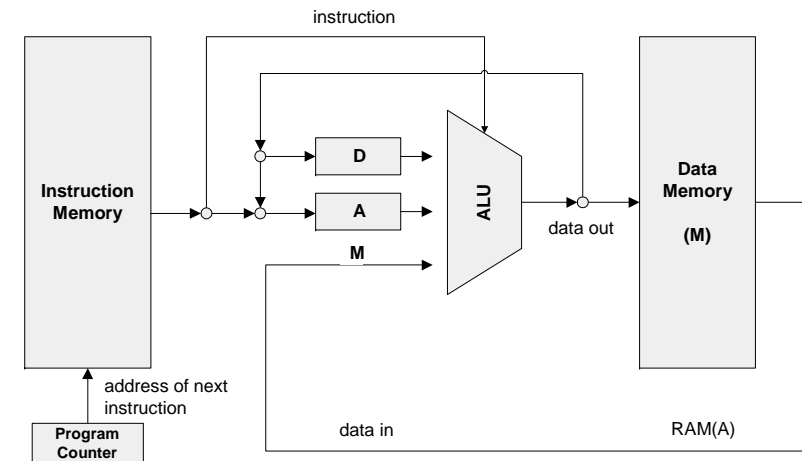 instruction
Instruction
Memory
D
A
M
ALU
data out
Data
Memory
(M)
address of next
instruction
Program
Counter
data in
RAM(A)